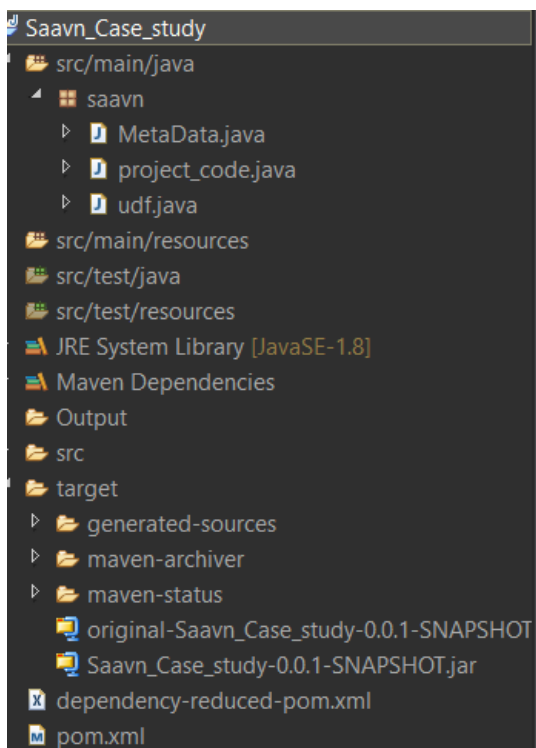 Saavn_Case_study
src/main/java
saavn
MetaData.java
project_code.java
udf.java
src/main/resources
src/test/java
src/test/resources
JRE System Library [JavaSE-1.8]
Maven Dependencies
Output
src
target
generated-sources
maven-archiver
maven-status
original-Saavn_Case_study-0.0.1-SNAPSHOT
Saavn_Case_study-0.0.1-SNAPSHOT.jar
dependency-reduced-pom.xml
pom.xml